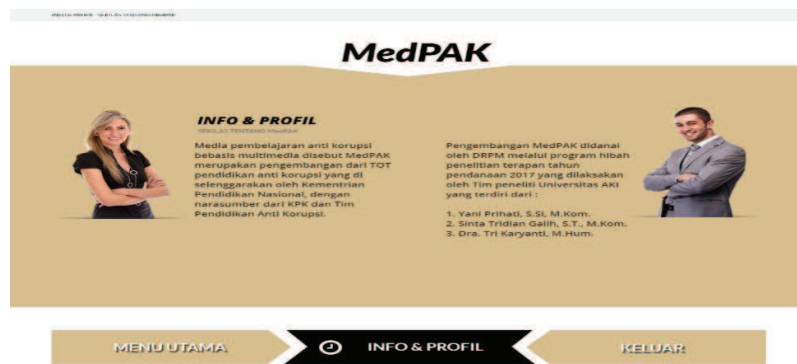 MedPAK
INFO & PROFIL
SEKILAS TENTANG MedPAK
Media pembelajaran anti korupsi
bebasis multimedia disebut MedPAK
merupakan pengembangan dari TOT
pendidikan anti korupsi yang di
selenggarakan oleh Kementrian
Pendidikan Nasional, dengan
narasumber dari KPK dan Tim
Pendidikan Anti Korupsi.
Pengembangan MedPAK didanai
oleh DRPM melalui program hibah
penelitian terapan tahun
pendanaan 2017 yang dilaksakan
oleh Tim peneliti Universitas AKI
yang terdiri dari :
1. Yani Prihati, S.Si, M.Kom.
2. Sinta Tridian Galih, S.T., M.Kom.
3. Dra. Tri Karyanti, M.Hum.
MENU UTAMA
INFO & PROFIL
KELUAR